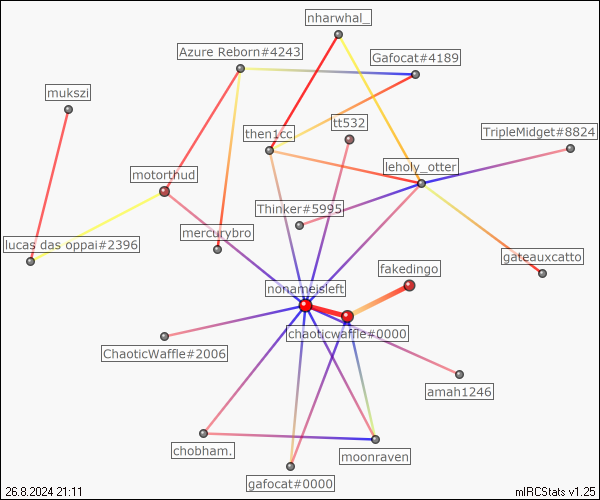 nharwhal_
Azure Reborn#4243
Gafocat#4189
mukszi
then1cc
tt532
TripleMidget#8824
motorthud
leholy_otter
Thinker#5995
mercurybro
lucas das oppai#2396
gateauxcatto
fakedingo
nonameisleft
chaoticwaffle#0000
ChaoticWaffle#2006
amah1246
chobham.
moonraven
gafocat#0000
26.8.2024 21:11
mIRCStats v1.25